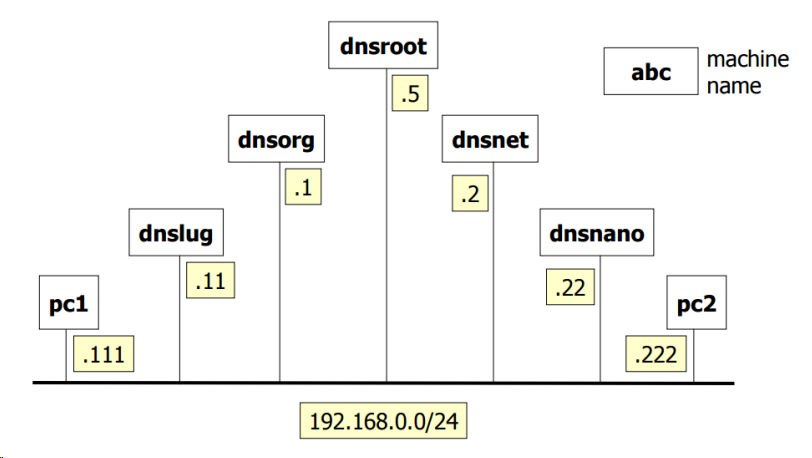 dnsroot
abc
machine
name
.5
dnsorg
dnsnet
.1
.2
dnslug
dnsnano
.11
.22
pc1
pc2
.111
.222
192.168.0.0/24